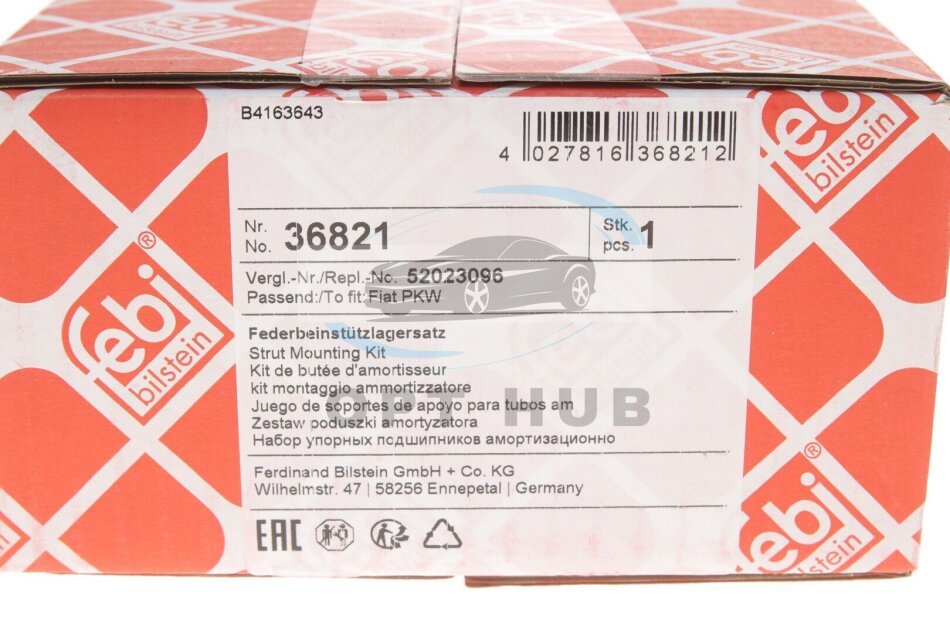 febi
B4163643
4 027816 368212
febi
bilstein
Nr.
No. 36821
Stk.
pcs. 1
Vergl.-Nr./Repl.-No. 52023096
Passend:/To fit: Fiat PKW
febi
bilstein
Federbeinstützlagersatz
Strut Mounting Kit
Kit de butée d'amortisseur
kit montaggio ammortizzatore
Juego de soportes de apoyo para tubos am
OPT HUB
Zestaw poduszki amortyzatora
Набор упорных псдшипников амортизационно
Ferdinand Bilstein GmbH + Co. KG
Wilhelmstr. 47 | 58256 Ennepetal | Germany
EAC
febi
bilstein